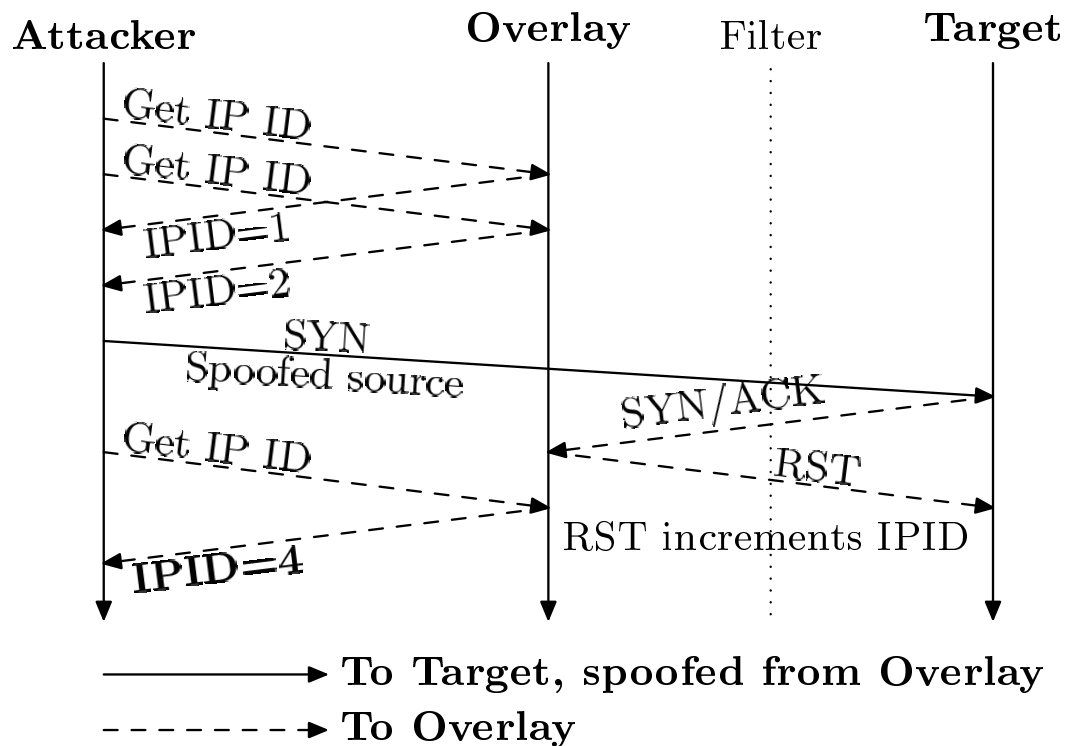 Attacker
Overlay
Filter
Target
Get IP ID
Get IP ID
IPID=1
IPID=2
SYN
Spoofed source
SYN/ACK
Get IP ID
RST
RST increments IPID
IPID=4
To Target, spoofed from Overlay
To Overlay